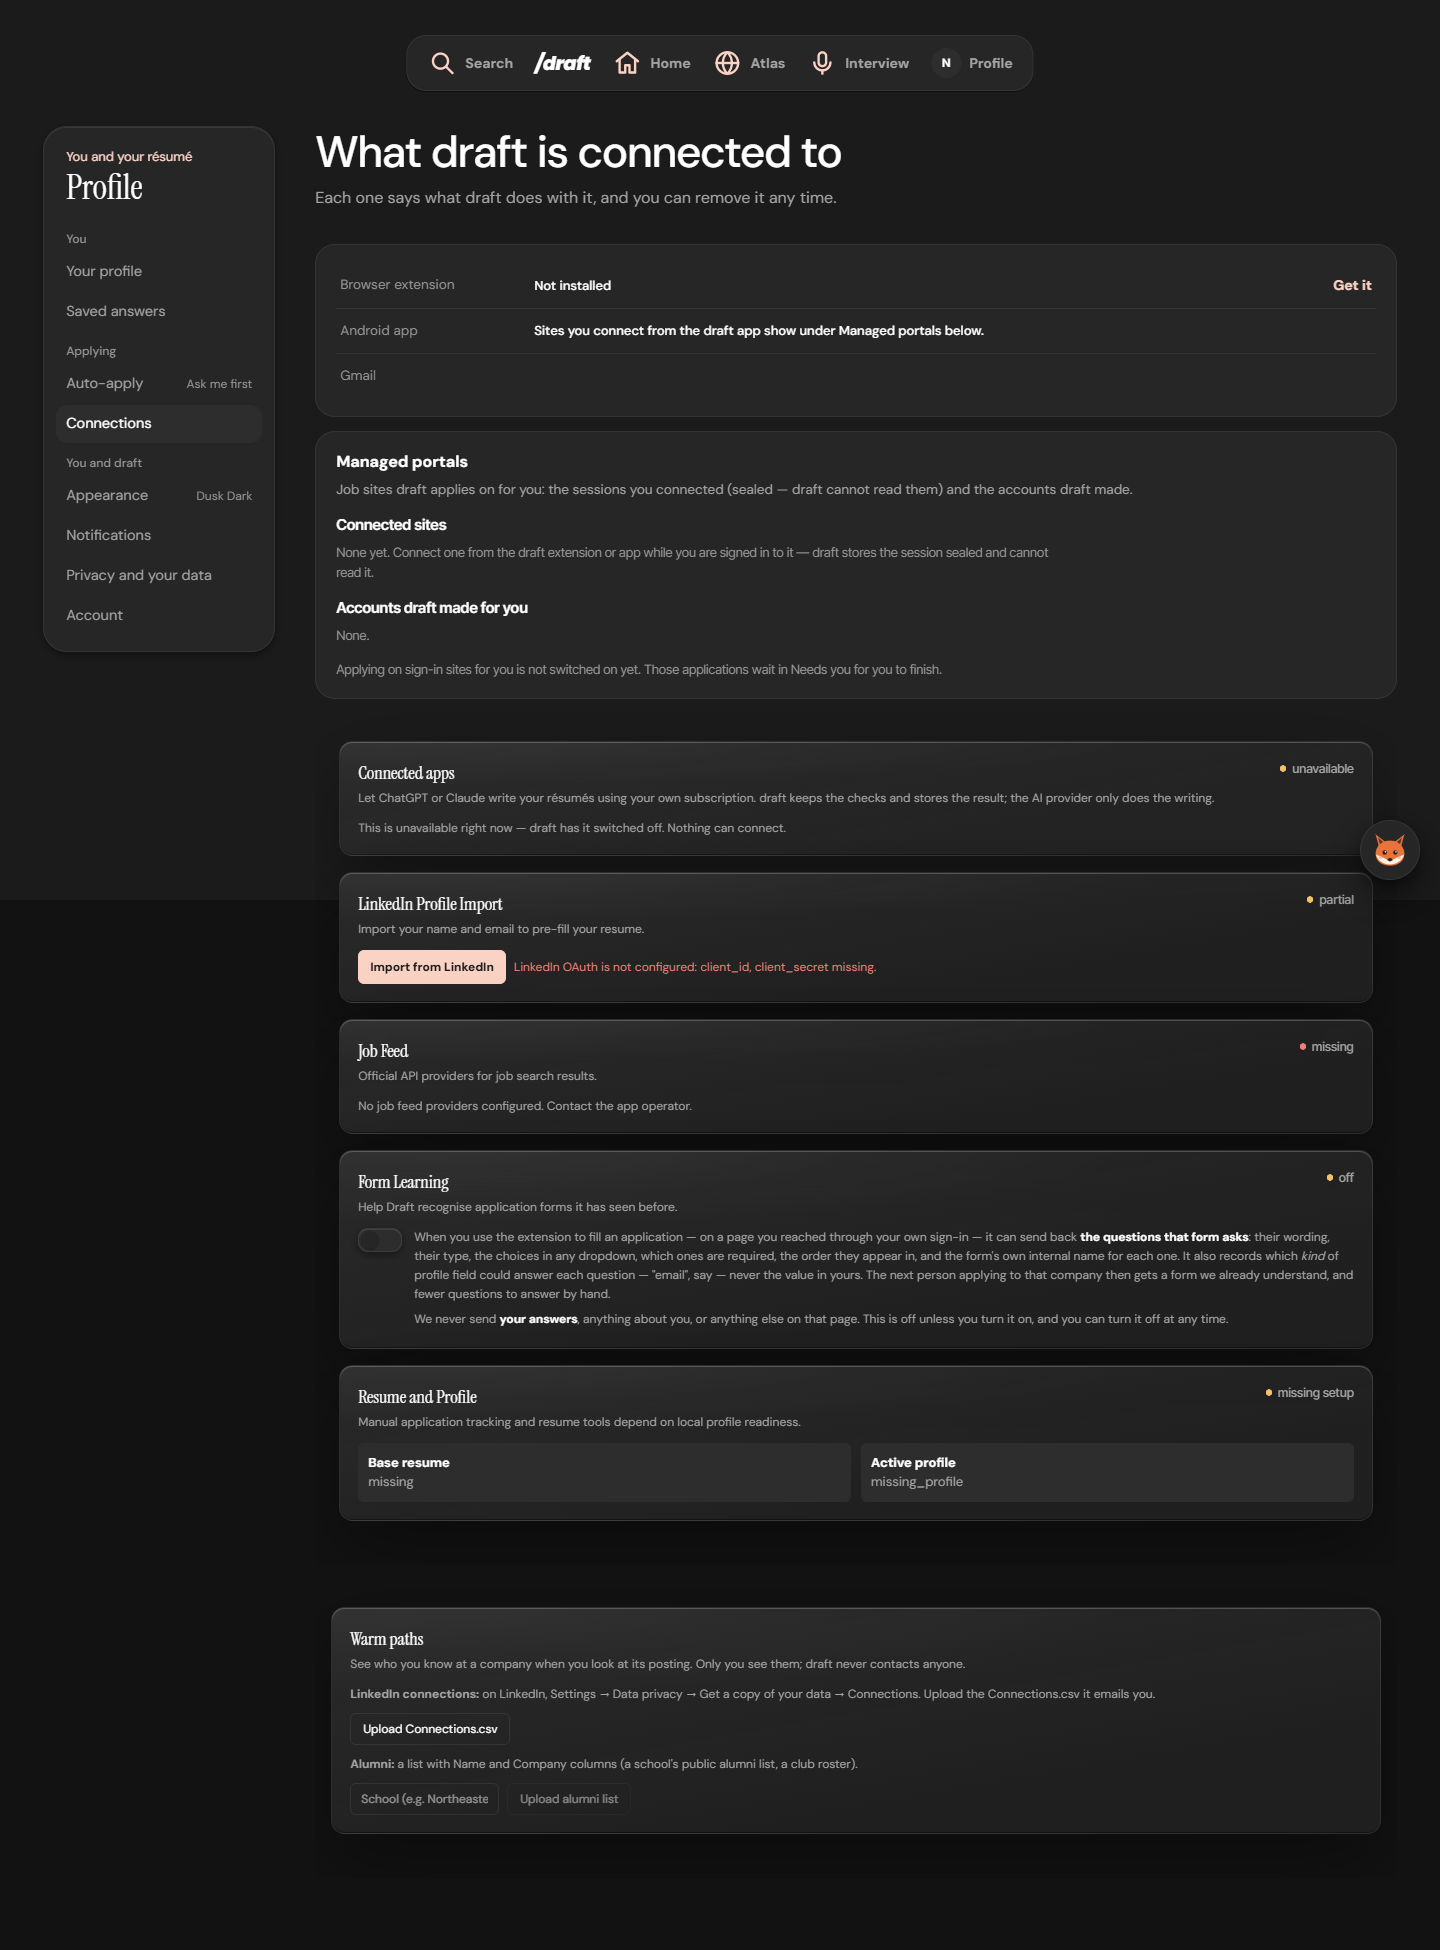 Search
/draft
Home
Atlas
Interview
N
Profile
You and your résumé
Profile
You
Your profile
Saved answers
Applying
Auto-apply
Ask me first
Connections
You and draft
Appearance
Dusk Dark
Notifications
Privacy and your data
Account
What draft is connected to
Each one says what draft does with it, and you can remove it any time.
Browser extension
Not installed
Get it
Android app
Sites you connect from the draft app show under Managed portals below.
Gmail
Managed portals
Job sites draft applies on for you: the sessions you connected (sealed — draft cannot read them) and the accounts draft made.
Connected sites
None yet. Connect one from the draft extension or app while you are signed in to it — draft stores the session sealed and cannot
read it.
Accounts draft made for you
None.
Applying on sign-in sites for you is not switched on yet. Those applications wait in Needs you for you to finish.
Connected apps
unavailable
Let ChatGPT or Claude write your résumés using your own subscription. draft keeps the checks and stores the result; the AI provider only does the writing.
This is unavailable right now — draft has it switched off. Nothing can connect.
LinkedIn Profile Import
partial
Import your name and email to pre-fill your resume.
Import from LinkedIn
LinkedIn OAuth is not configured: client_id, client_secret missing.
Job Feed
missing
Official API providers for job search results.
No job feed providers configured. Contact the app operator.
Form Learning
off
Help Draft recognise application forms it has seen before.
When you use the extension to fill an application — on a page you reached through your own sign-in — it can send back the questions that form asks: their wording,
their type, the choices in any dropdown, which ones are required, the order they appear in, and the form's own internal name for each one. It also records which kind of
profile field could answer each question — "email", say — never the value in yours. The next person applying to that company then gets a form we already understand, and
fewer questions to answer by hand.
We never send your answers, anything about you, or anything else on that page. This is off unless you turn it on, and you can turn it off at any time.
Resume and Profile
missing setup
Manual application tracking and resume tools depend on local profile readiness.
Base resume
missing
Active profile
missing_profile
Warm paths
See who you know at a company when you look at its posting. Only you see them; draft never contacts anyone.
LinkedIn connections: on LinkedIn, Settings → Data privacy → Get a copy of your data → Connections. Upload the Connections.csv it emails you.
Upload Connections.csv
Alumni: a list with Name and Company columns (a school's public alumni list, a club roster).
School (e.g. Northeaste
Upload alumni list